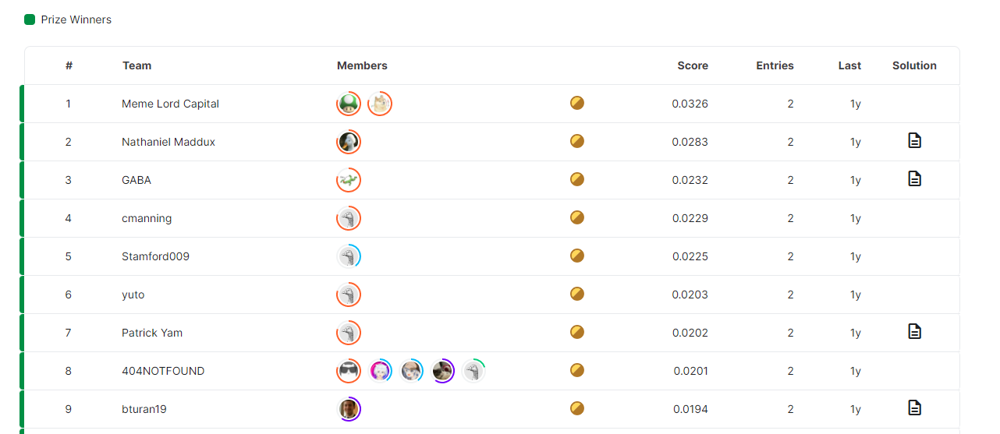 Prize Winners
# Team Members Score Entries Last Solution
1 Meme Lord Capital 0.0326 2 1y
2 Nathaniel Maddux 0.0283 2 1y
3 GABA 0.0232 2 1y
4 cmanning 0.0229 2 1y
5 Stamford009 0.0225 2 1y
6 yuto 0.0203 2 1y
7 Patrick Yam 0.0202 2 1y
8 404NOTFOUND 0.0201 2 1y
9 bturan19 0.0194 2 1y